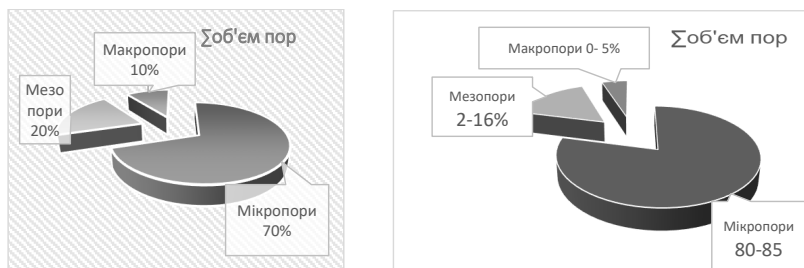 ∑об'єм пор
Макропори
10%
Мезо
пори
20%
Мікропори
70%
∑об'єм пор
Макропори 0- 5%
Мезопори
2-16%
Мікропори
80-85